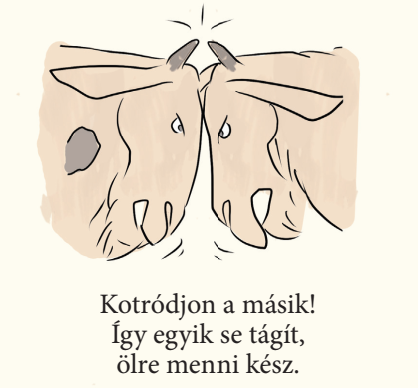 Kotródjon a másik!
Így egyik se tágít,
ölre menni kész.